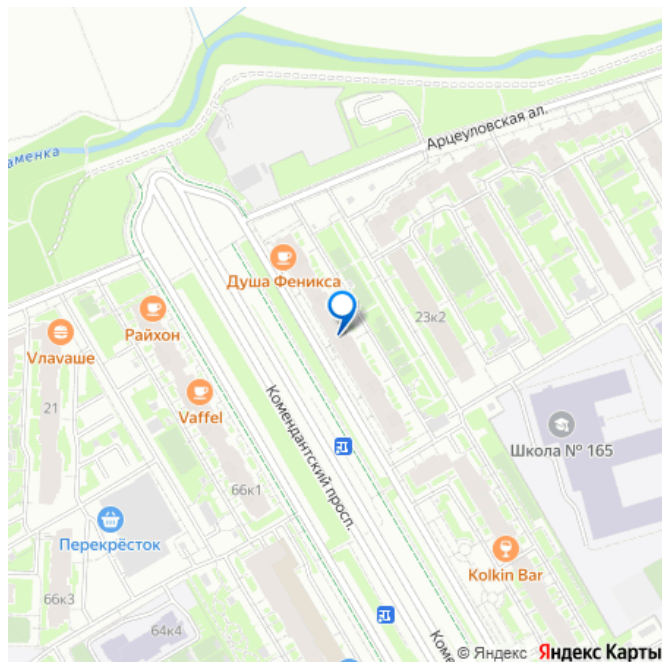 Арцеуловская ал.
аменка
Душа Феникса
Райхон
Vлаvаше
23к2
21
Vaffel
Комендантский просп.
Школа № 165
66к1
Перекрёсток
Kolkin Bar
66к3
64к4
Коме
© Яндекс Яндекс Карты